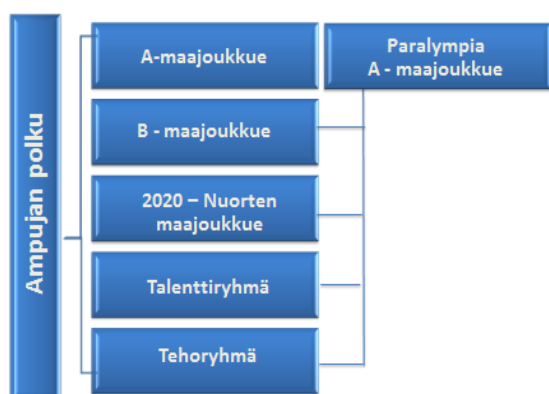 Ampujan polku
A-maajoukkue
Paralympia
A - maajoukkue
B - maajoukkue
2020 – Nuorten
maajoukkue
Talenttiryhmä
Tehoryhmä